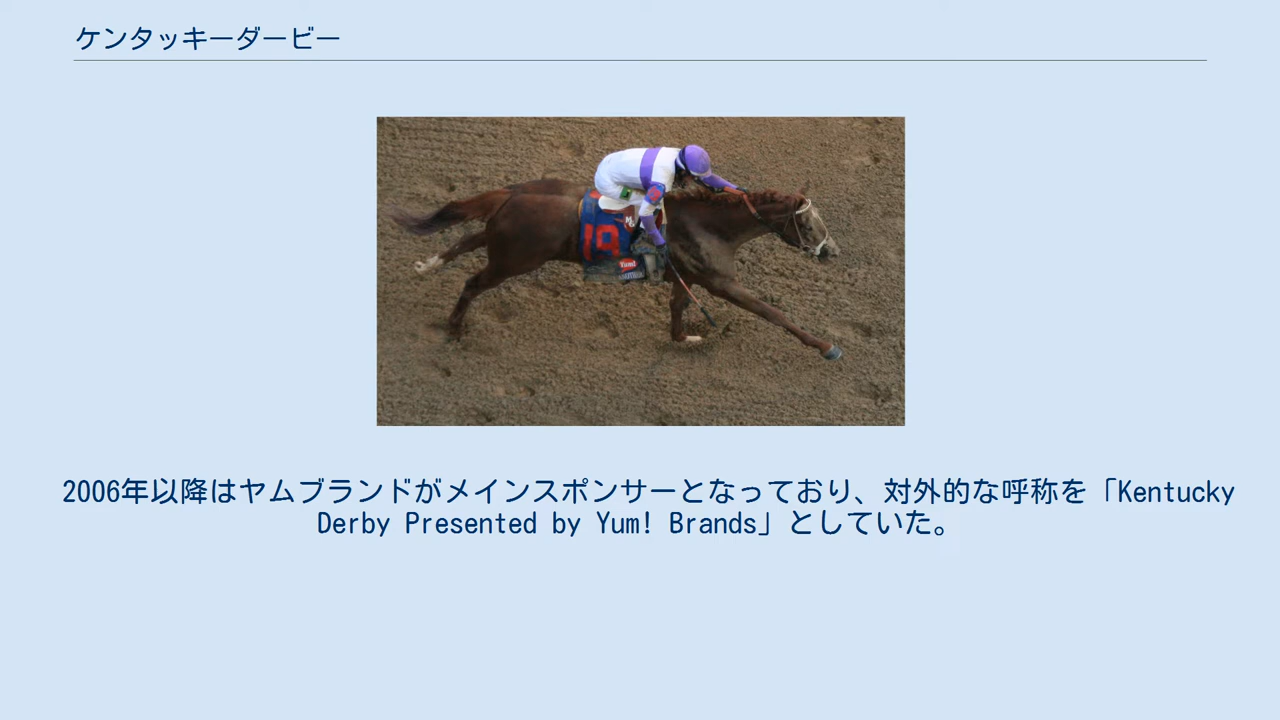 ケンタッキーダービー
19
Yum!
2006年以降はヤムブランドがメインスポンサーとなっており、対外的な呼称を「Kentucky
Derby Presented by Yum! Brands」としていた。